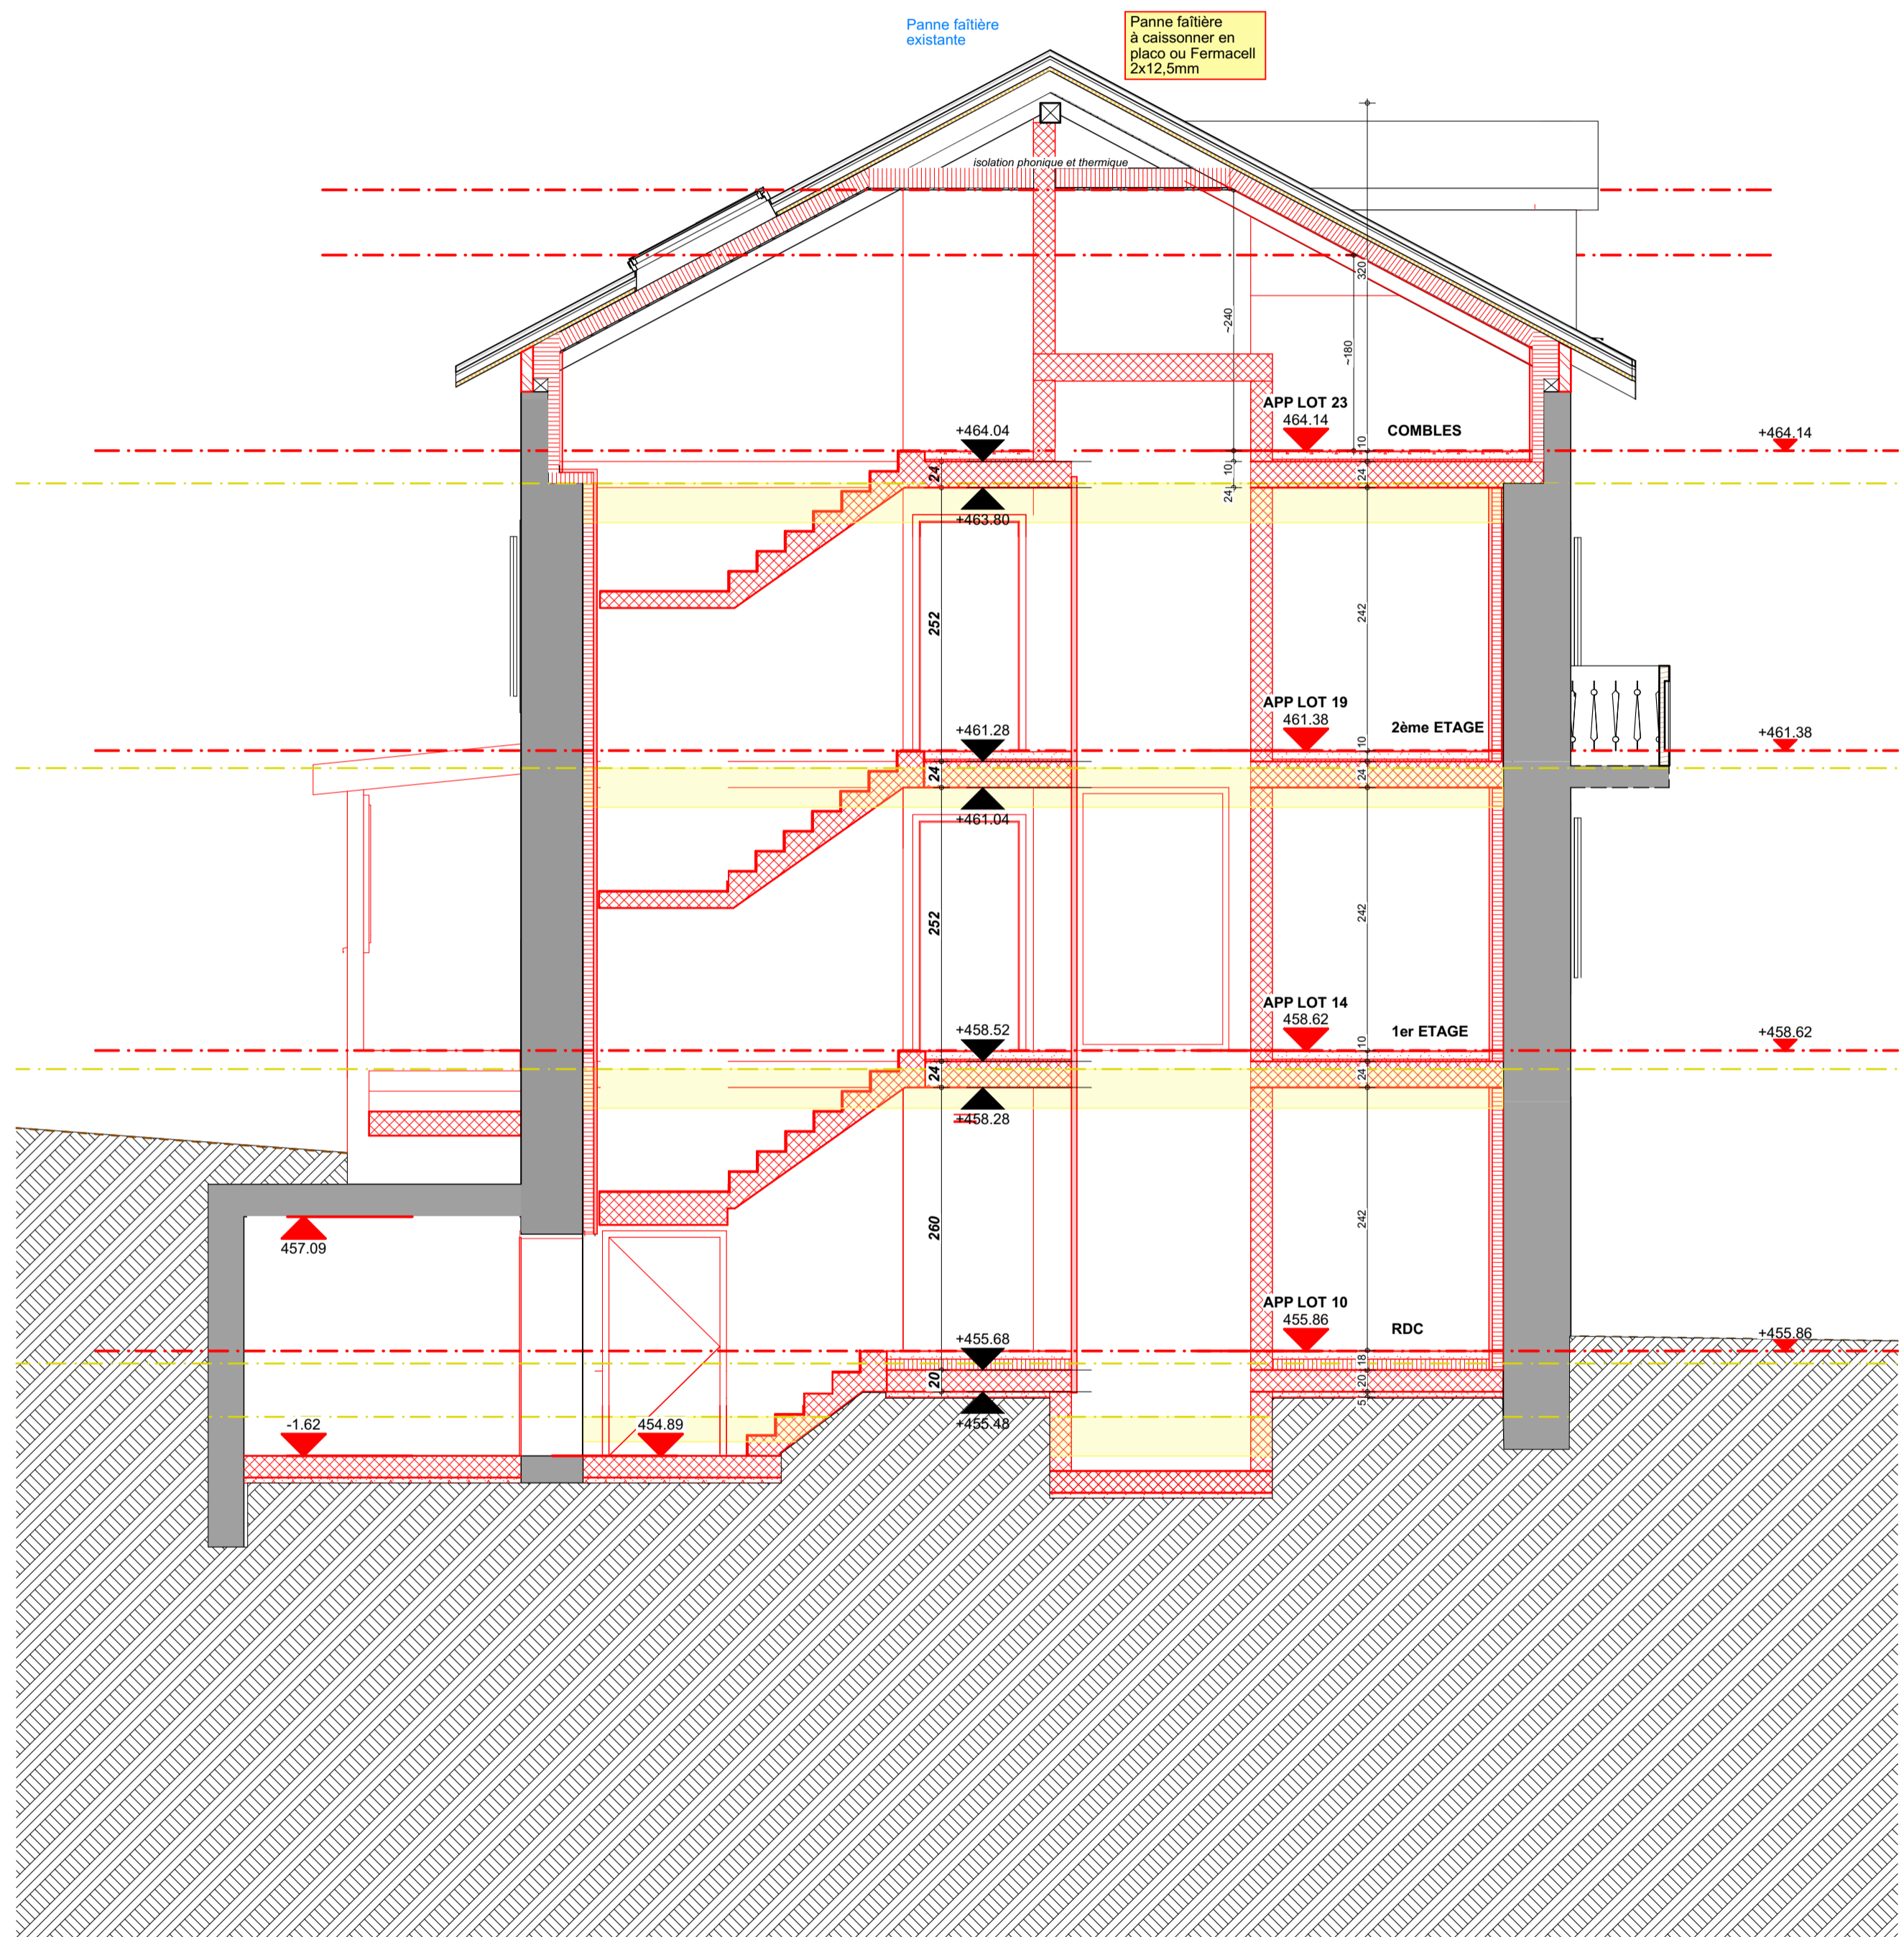 Panne faîtière
existante
Panne faîtière
à caissonner en
placo ou Fermacell
2x12,5mm
isolation phonique et thermique
320
~240
~180
APP LOT 23
464.14
COMBLES
+464.04
+464.14
10
24
10
24
24
10
+463.80
252
242
APP LOT 19
461.38
2ème ETAGE
+461.28
+461.38
10
24
24
+461.04
252
242
APP LOT 14
458.62
1er ETAGE
+458.52
+458.62
10
24
24
+458.28
260
242
457.09
APP LOT 10
455.86
RDC
+455.68
+455.86
18
20
20
5
+455.48
-1.62
454.89